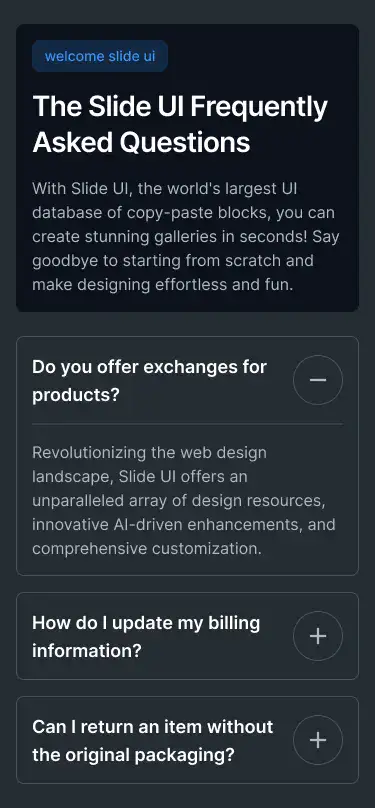 welcome slide ui
The Slide UI Frequently
Asked Questions
With Slide UI, the world's largest UI
database of copy-paste blocks, you can
create stunning galleries in seconds! Say
goodbye to starting from scratch and
make designing effortless and fun.
Do you offer exchanges for
products?
Revolutionizing the web design
landscape, Slide UI offers an
unparalleled array of design resources,
innovative AI-driven enhancements, and
comprehensive customization.
How do I update my billing
information?
Can I return an item without
the original packaging?